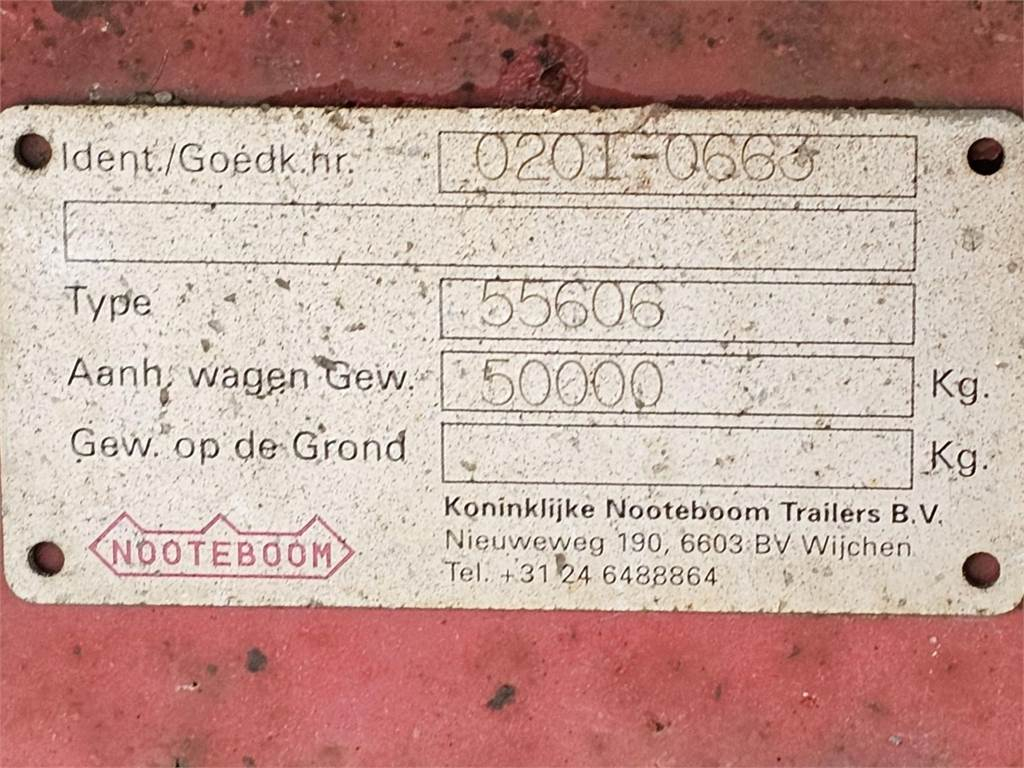 Ident./Goedk.nr. 0201-0663
Type 55606
Aanh. wagen Gew. 50000 Kg.
Gew. op de Grond Kg.
Koninklijke Nooteboom Trailers B.V.
Nieuweweg 190, 6603 BV Wijchen
Tel. +31 24 6488864
NOOTEBOOM